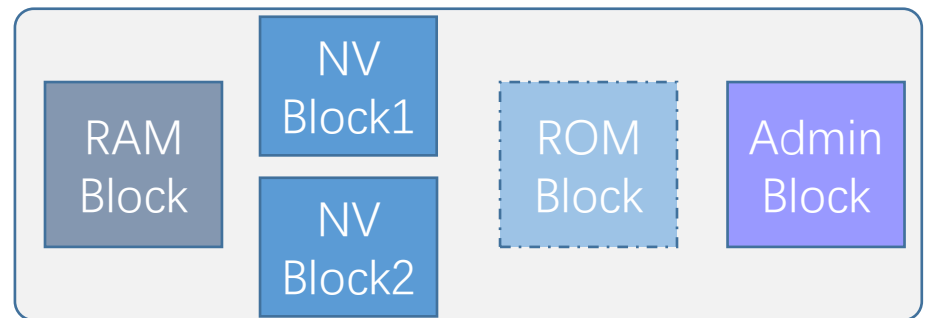 RAM
Block
NV
Block1
NV
Block2
ROM
Block
Admin
Block